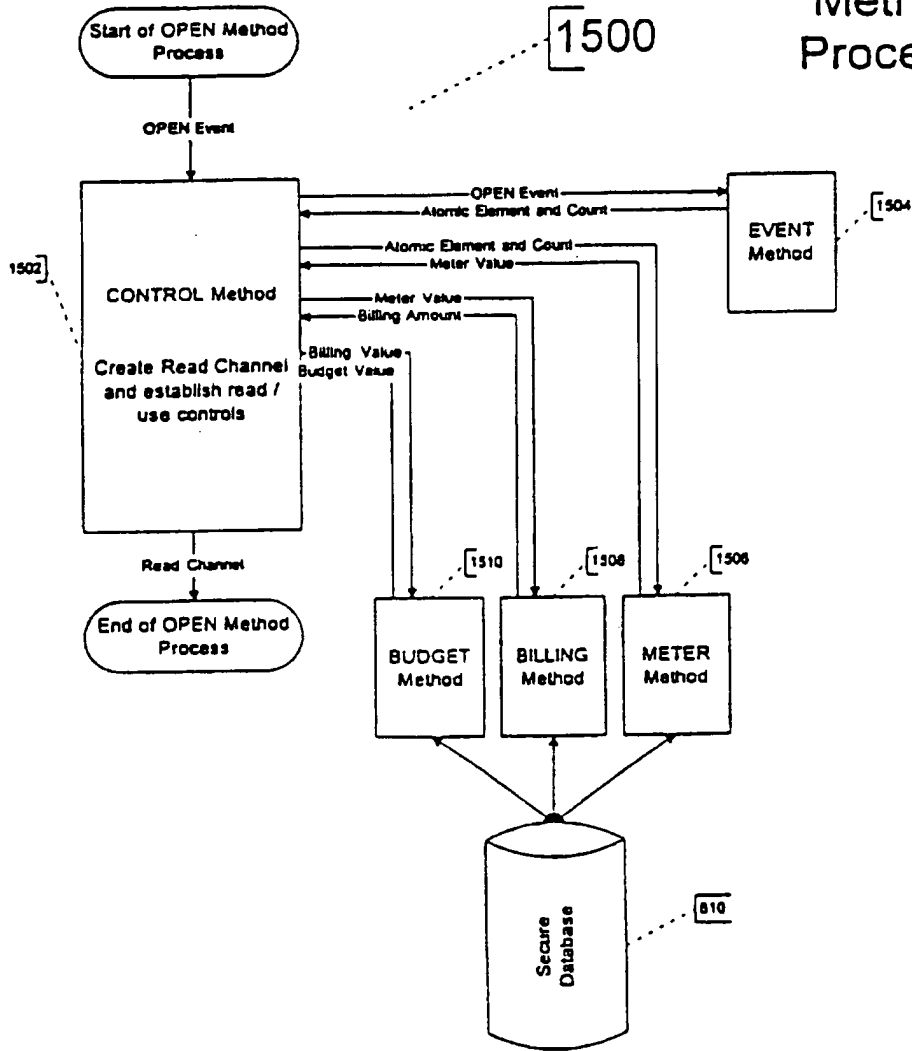 Start of OPEN Method
Process
1500
Proce
OPEN Event
OPEN Event
Atomic Element and Count
EVENT
Method
1504
Atomic Element and Count
Meter Value
1502
CONTROL Method
Meter Value
Billing Amount
Create Read Channel
and establish read /
use controls
Billing Value
Budget Value
Read Channel
End of OPEN Method
Process
1510
1508
1506
BUDGET
Method
BILLING
Method
METER
Method
Secure
Database
610